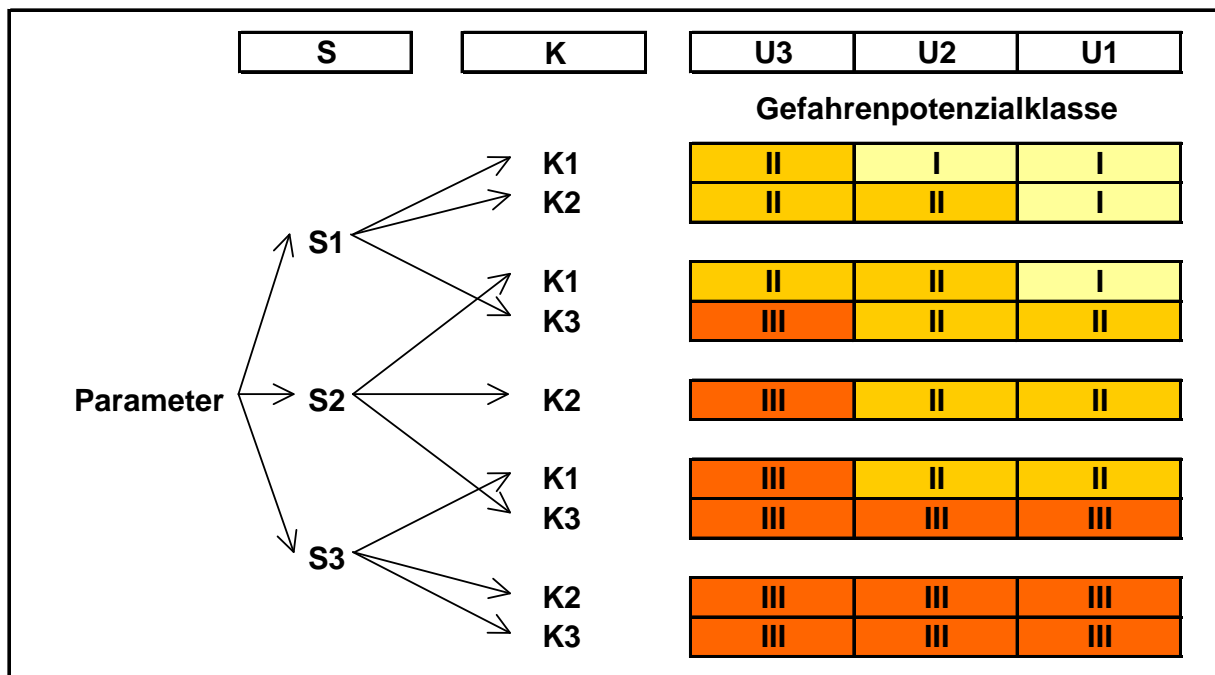 S K U3 U2 U1
Gefahrenpotenzialklasse
K1 II I I
K2 II II I
S1
K1 II II I
K3 III II II
Parameter S2 K2 III II II
K1 III II II
K3 III III III
S3
K2 III III III
K3 III III III